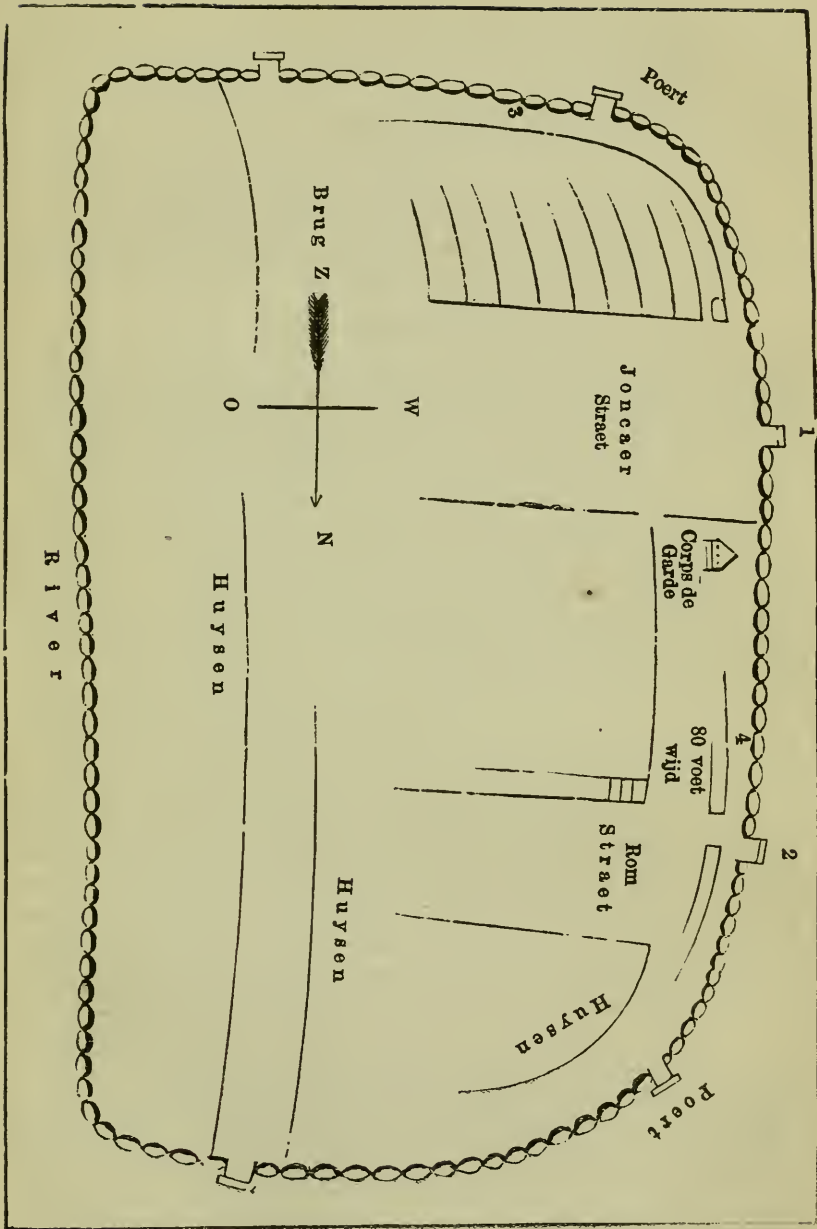 Poert
3
Brug Z
W
O
N
Joncaer
Straet
1
Corps de
Garde
4
80 voet
wijd
2
Rom
Straet
Huysen
Huysen
Huysen
Poert
River